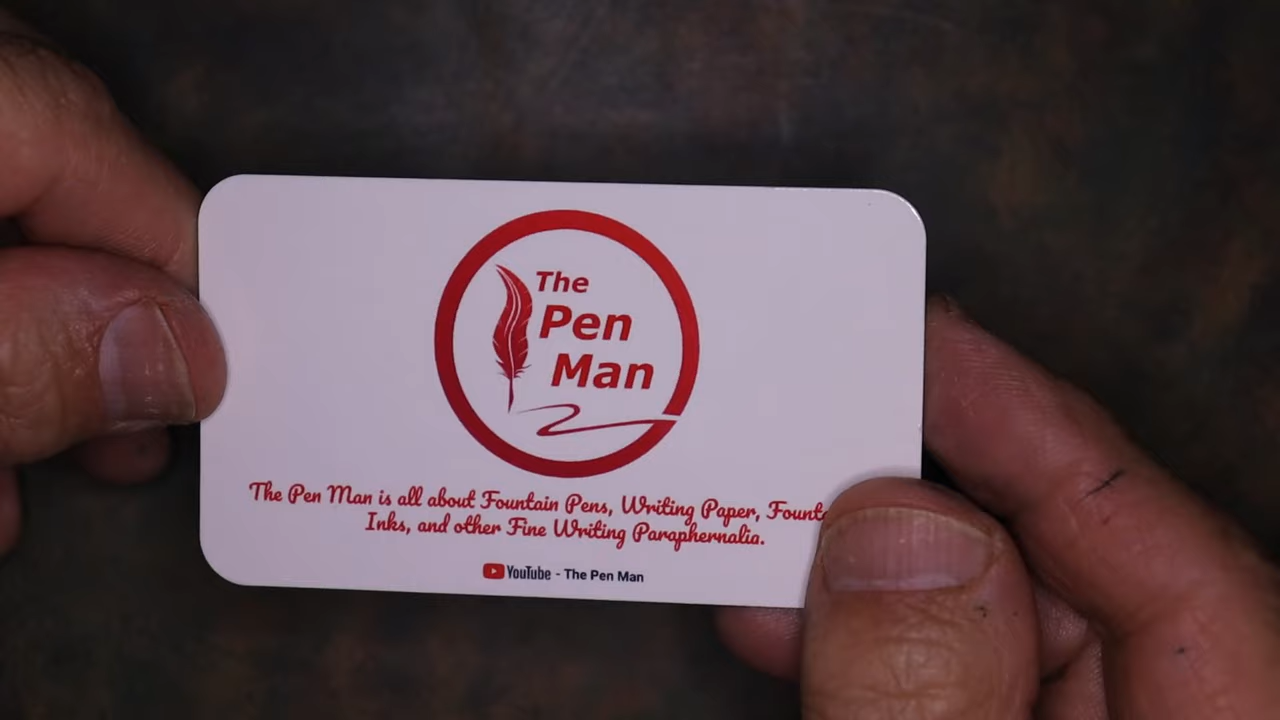 The
Pen
Man
The Pen Man is all about Fountain Pens, Writing Paper,
Inks, and other Fine Writing Paraphernalia.
YouTube - The Pen Man